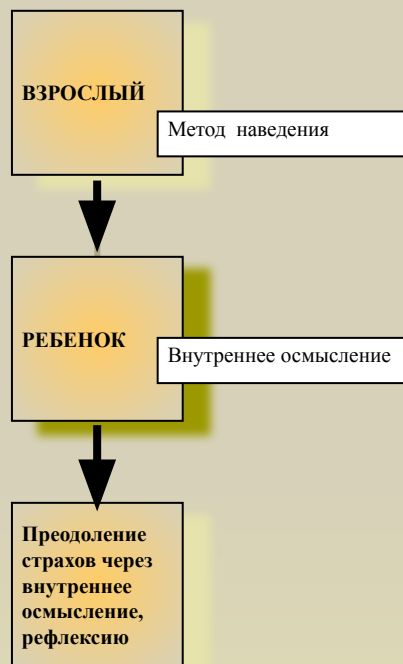 ВЗРОСЛЫЙ
Метод наведения
РЕБЕНОК
Внутреннее осмысление
Преодоление
страхов через
внутреннее
осмысление,
рефлексию